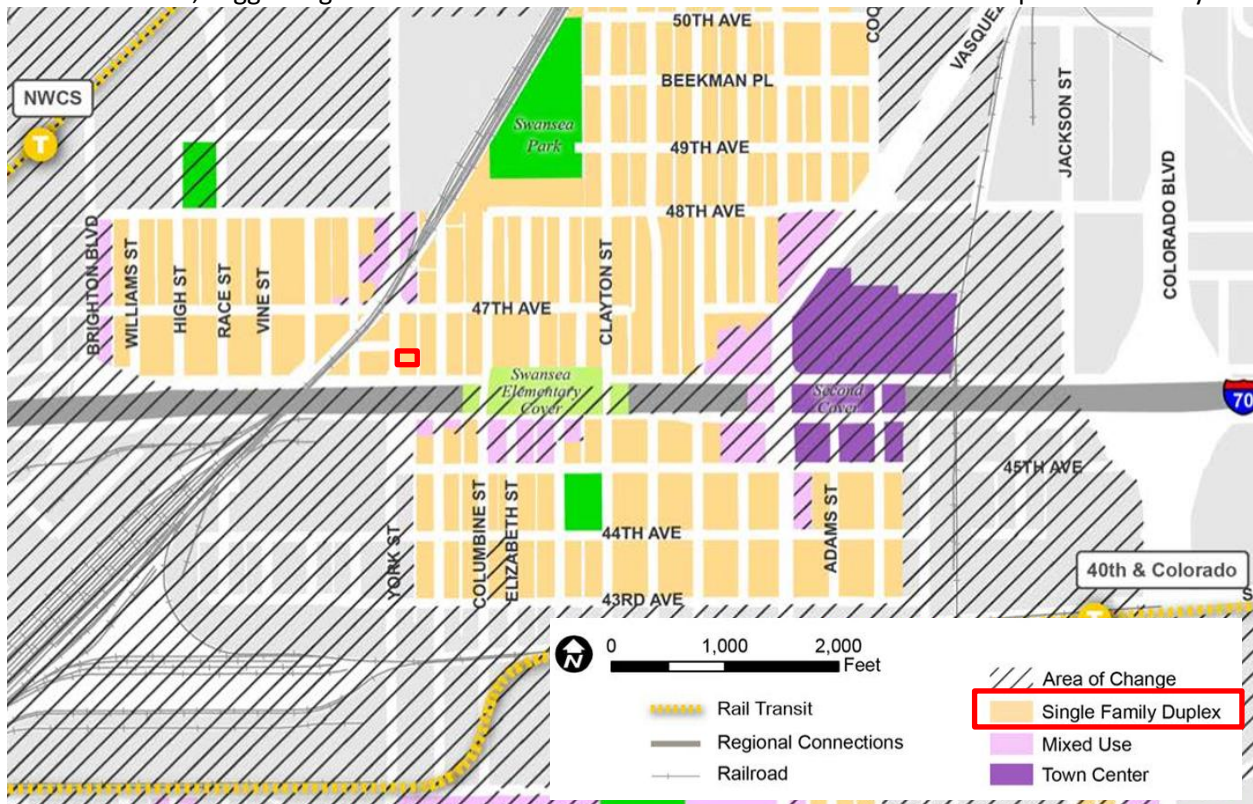 50TH AVE
VASQUEZ
BEEKMAN PL
NWCS
T
Swansea
Park
49TH AVE
JACKSON ST
COLORADO BLVD
48TH AVE
BRIGHTON BLVD
WILLIAMS ST
HIGH ST
RACE ST
VINE ST
CLAYTON ST
47TH AVE
Swansea
Elementary
Cover
Second
Cover
70
45TH AVE
YORK ST
COLUMBINE ST
ELIZABETH ST
44TH AVE
ADAMS ST
43RD AVE
40th & Colorado
T
N
0 1,000 2,000
Feet
Area of Change
Rail Transit
Single Family Duplex
Regional Connections
Mixed Use
Railroad
Town Center